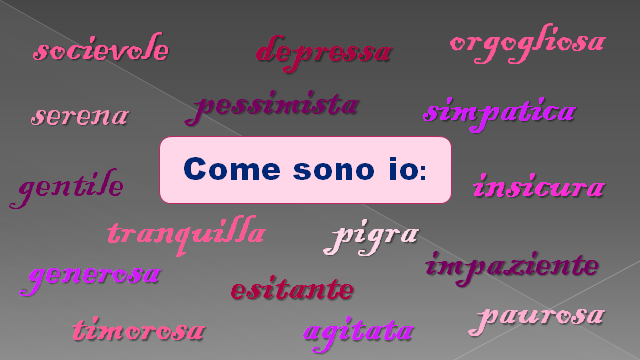 socievole depressa orgogliosa
serena pessimista simpatica
Come sono io:
gentile insicura
tranquilla pigra
generosa esitante impaziente
timorosa agitata paurosa